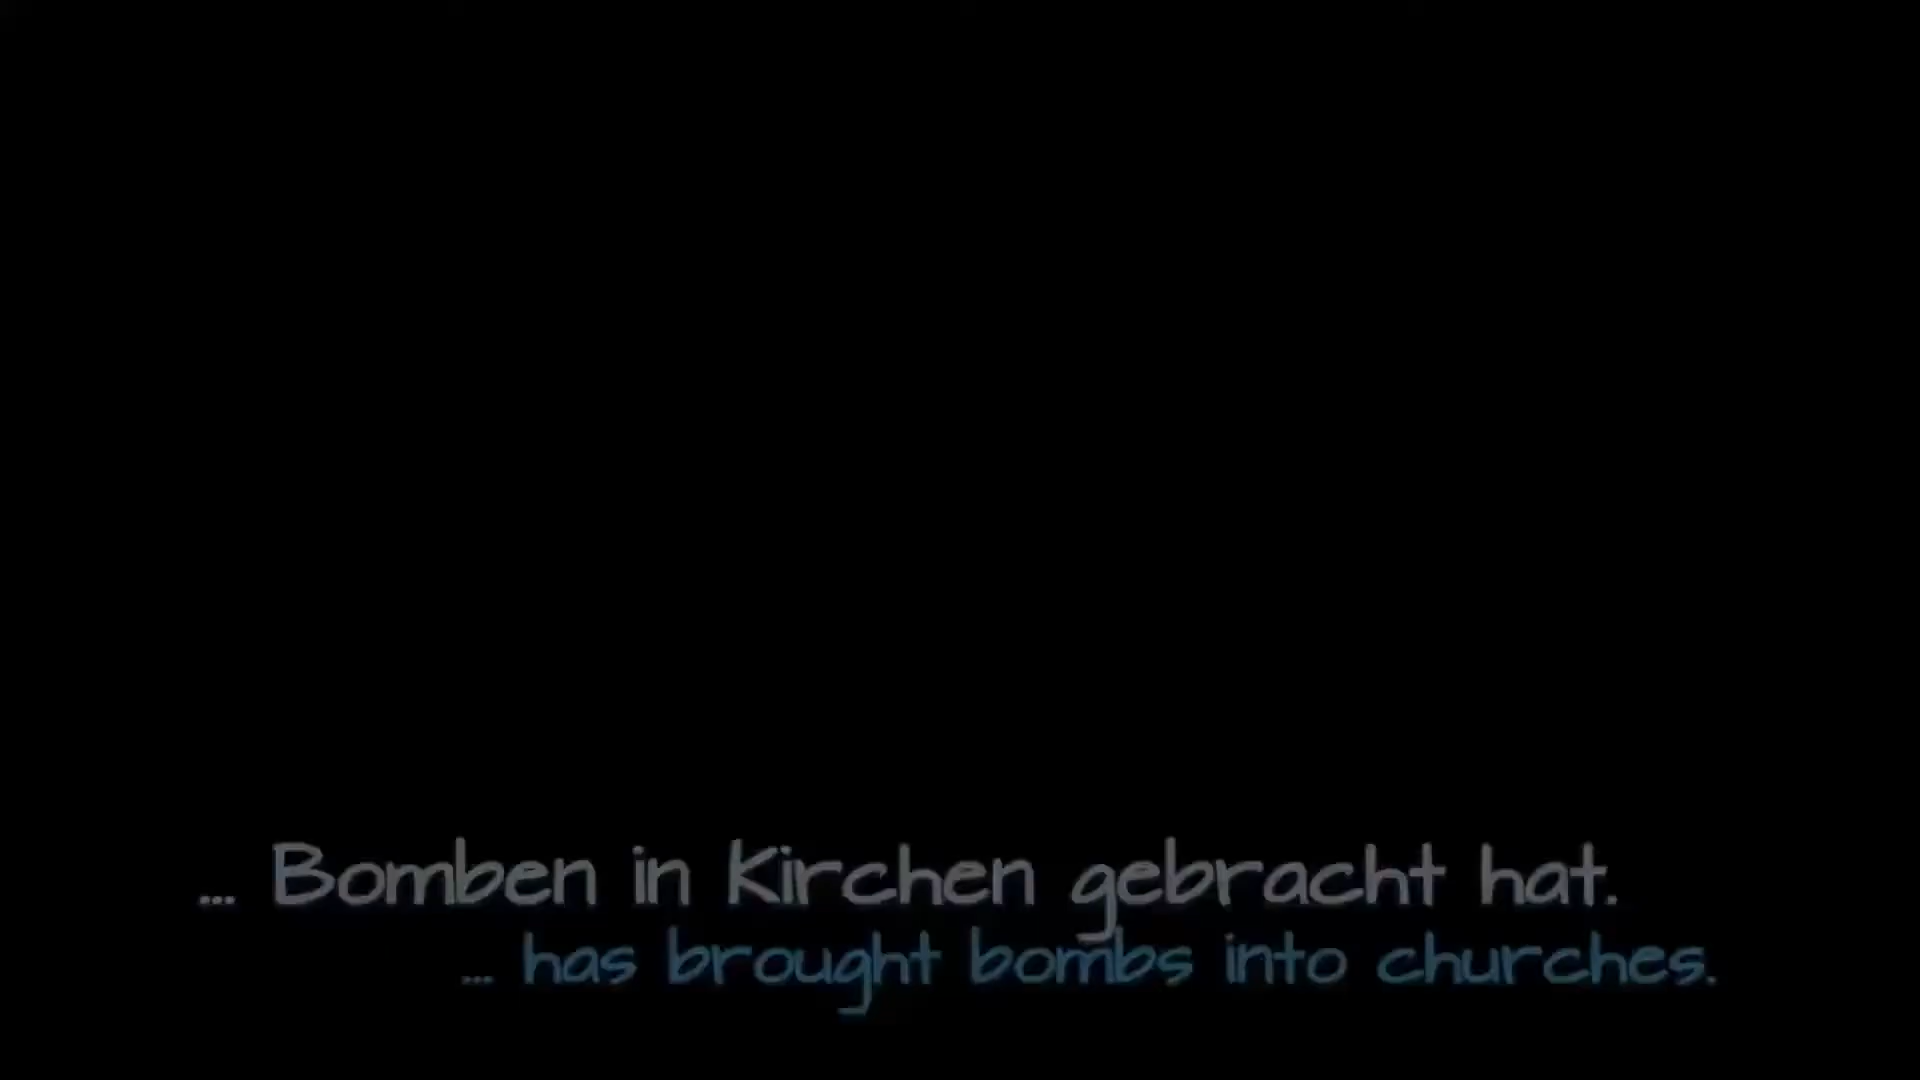 ... Bomben in Kirchen gebracht hat.
... has brought bombs into churches.